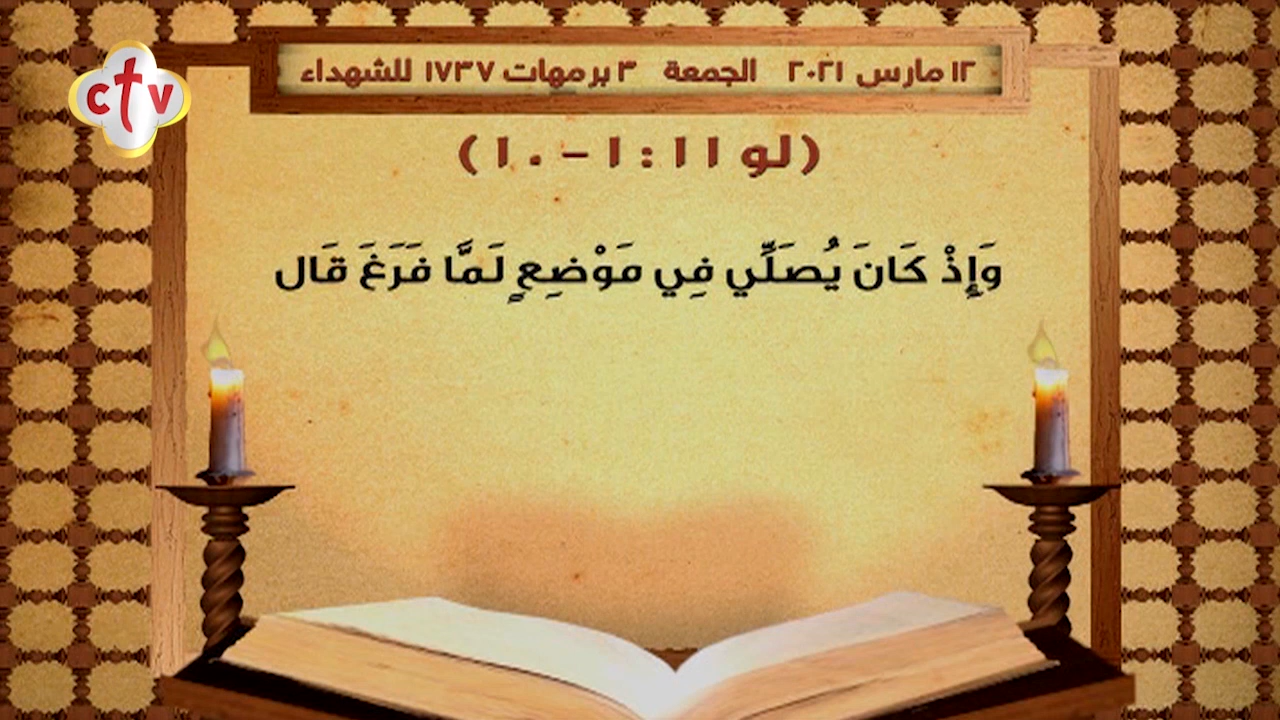 ctv
١٢ مارس ٢٠٢١ الجمعة ٣ برمهات ١٧٣٧ للشهداء
(لو ١١ : ١ – ١٠)
وَإِذْ كَانَ يُصَلِّي فِي مَوْضِعٍ لَمَّا فَرَغَ قَال